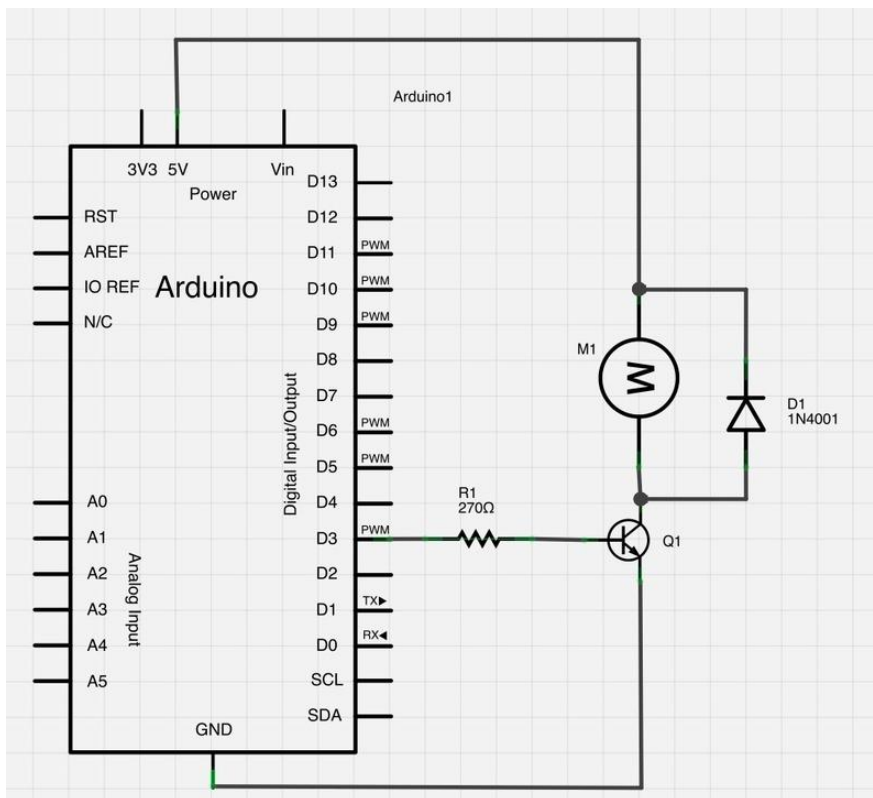 Arduino1
3V3 5V Vin
Power
RST
AREF
IO REF
N/C
Arduino
D13
D12
D11 PWM
D10 PWM
D9 PWM
D8
D7
D6 PWM
D5 PWM
D4
D3 PWM
D2
D1 TX▶
D0 RX◀
SCL
SDA
Digital Input/Output
A0
A1
A2
A3
A4
A5
Analog Input
GND
R1
270Ω
M1
M
D1
1N4001
Q1